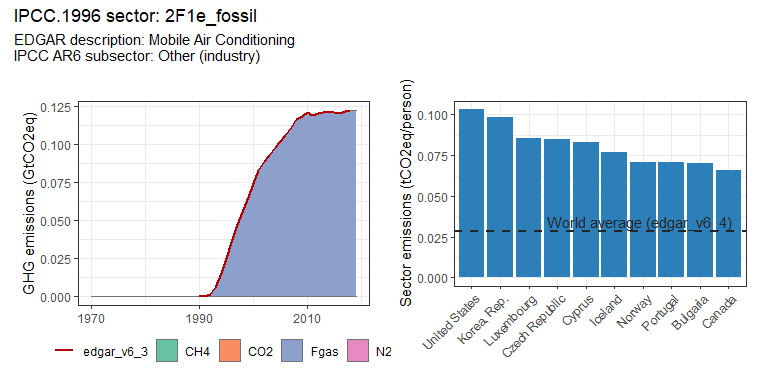 IPCC.1996 sector: 2F1e_fossil
EDGAR description: Mobile Air Conditioning
IPCC AR6 subsector: Other (industry)
GHG emissions (GtCO2eq)
0.125
0.100
0.075
0.050
0.025
0.000
1970
1990
2010
edgar_v6_3
CH4
CO2
Fgas
N2
Sector emissions (tCO2eq/person)
0.100
0.075
0.050
0.025
0.000
World average (edgar_v6_4)
United States
Korea, Rep.
Luxembourg
Czech Republic
Cyprus
Iceland
Norway
Portugal
Bulgaria
Canada